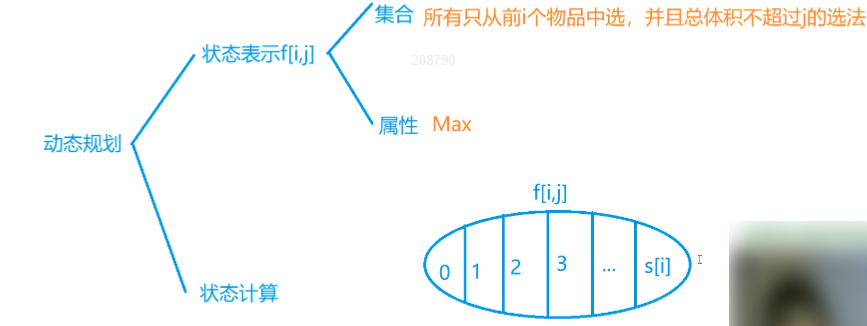 集合 所有只从前i个物品中选，并且总体积不超过j的选法
状态表示f[i,j]
208790
属性 Max
动态规划
f[i,j]
0 1 2 3 ... s[i]
状态计算